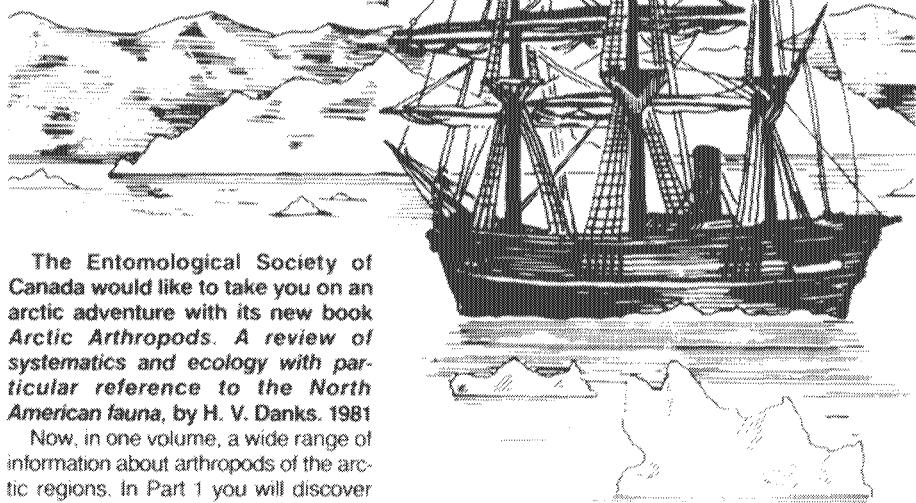 The Entomological Society of
Canada would like to take you on an
arctic adventure with its new book
Arctic Arthropods. A review of
systematics and ecology with par-
ticular reference to the North
American fauna, by H. V. Danks. 1981
Now, in one volume, a wide range of
information about arthropods of the arc-
tic regions. In Part 1 you will discover